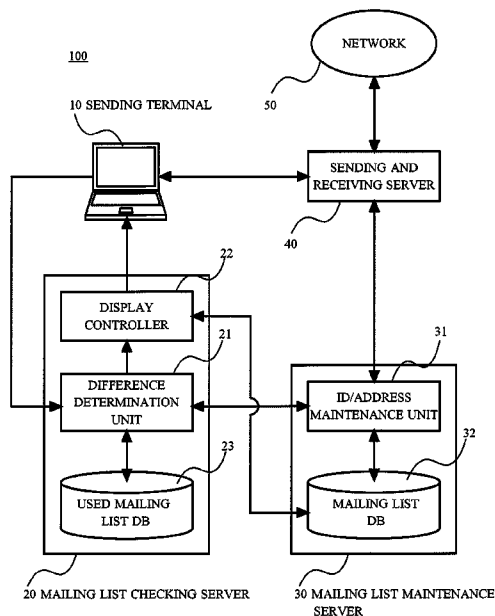 NETWORK
100
50
10 SENDING TERMINAL
SENDING AND
RECEIVING SERVER
40
22
DISPLAY
CONTROLLER
21
31
DIFFERENCE
DETERMINATION
UNIT
ID/ADDRESS
MAINTENANCE UNIT
23
32
USED MAILING
LIST DB
MAILING LIST
DB
20 MAILING LIST CHECKING SERVER
30 MAILING LIST MAINTENANCE
SERVER